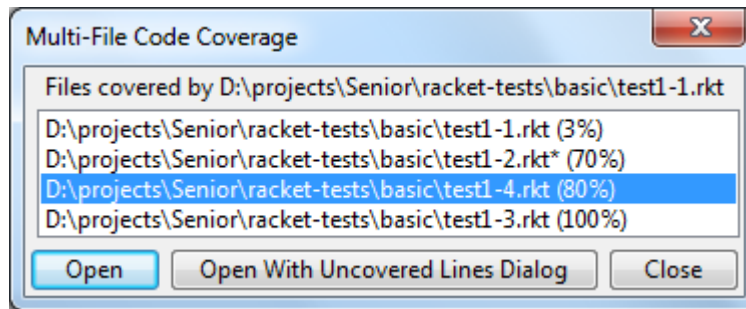 Multi-File Code Coverage
Files covered by D:\projects\Senior\racket-tests\basic\test1-1.rkt
D:\projects\Senior\racket-tests\basic\test1-1.rkt (3%)
D:\projects\Senior\racket-tests\basic\test1-2.rkt* (70%)
D:\projects\Senior\racket-tests\basic\test1-4.rkt (80%)
D:\projects\Senior\racket-tests\basic\test1-3.rkt (100%)
Open Open With Uncovered Lines Dialog Close